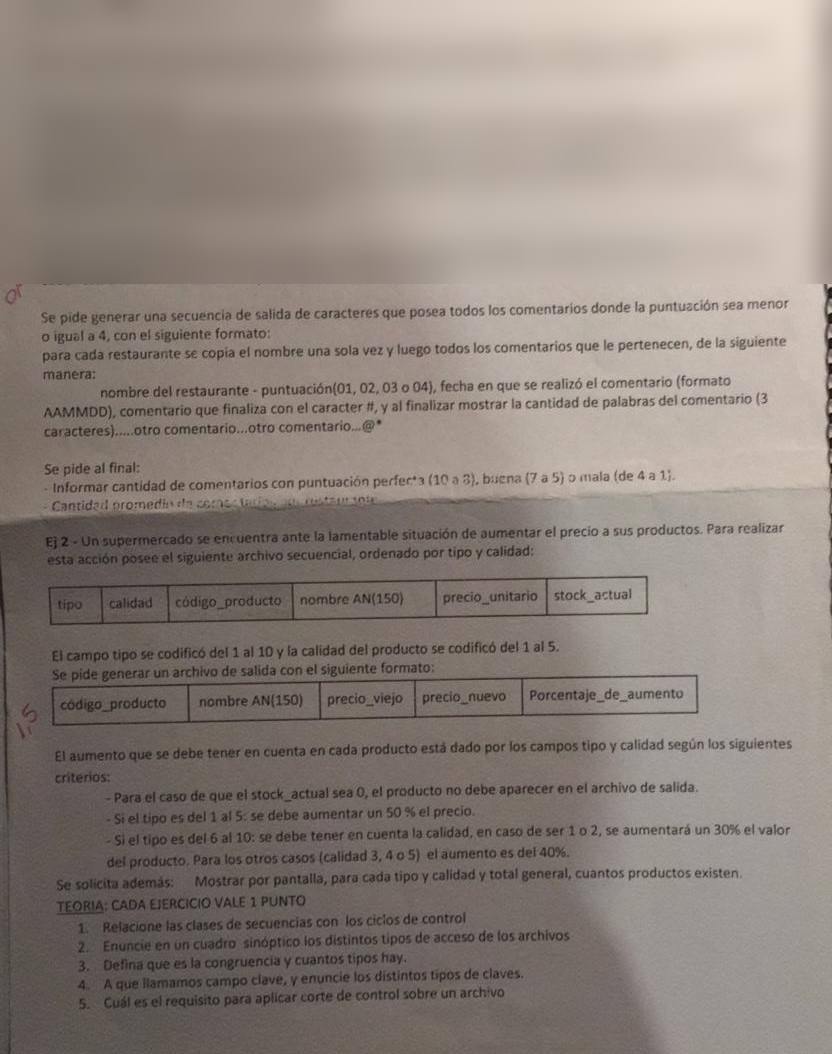 Se pide generar una secuencia de salida de caracteres que posea todos los comentarios donde la puntuación sea menor
o igual a 4, con el siguiente formato:
para cada restaurante se copia el nombre una sola vez y luego todos los comentarios que le pertenecen, de la siguiente
manera:
nombre del restaurante - puntuación(01, 02, 03 o 04), fecha en que se realizó el comentario (formato
AAMMDD), comentario que finaliza con el caracter #, y al finalizar mostrar la cantidad de palabras del comentario (3
caracteres).....otro comentario...otro comentario...@*
Se pide al final:
- Informar cantidad de comentarios con puntuación perfecta (10 a 8), buena (7 a 5) o mala (de 4 a 1).
- Cantidad promedio de
Ej 2 - Un supermercado se encuentra ante la lamentable situación de aumentar el precio a sus productos. Para realizar
esta acción posee el siguiente archivo secuencial, ordenado por tipo y calidad:
tipo calidad código_producto nombre AN(150) precio_unitario stock_actual
El campo tipo se codificó del 1 al 10 y la calidad del producto se codificó del 1 al 5.
Se pide generar un archivo de salida con el siguiente formato:
código_producto nombre AN(150) precio_viejo precio_nuevo Porcentaje_de_aumento
1,5
El aumento que se debe tener en cuenta en cada producto está dado por los campos tipo y calidad según los siguientes
criterios:
- Para el caso de que el stock_actual sea 0, el producto no debe aparecer en el archivo de salida.
- Si el tipo es del 1 al 5: se debe aumentar un 50 % el precio.
- Si el tipo es del 6 al 10: se debe tener en cuenta la calidad, en caso de ser 1 o 2, se aumentará un 30% el valor
del producto. Para los otros casos (calidad 3, 4 o 5) el aumento es del 40%.
Se solicita además: Mostrar por pantalla, para cada tipo y calidad y total general, cuantos productos existen.
TEORIA: CADA EJERCICIO VALE 1 PUNTO
1. Relacione las clases de secuencias con los ciclos de control
2. Enuncie en un cuadro sinóptico los distintos tipos de acceso de los archivos
3. Defina que es la congruencia y cuantos tipos hay.
4. A que llamamos campo clave, y enuncie los distintos tipos de claves.
5. Cuál es el requisito para aplicar corte de control sobre un archivo